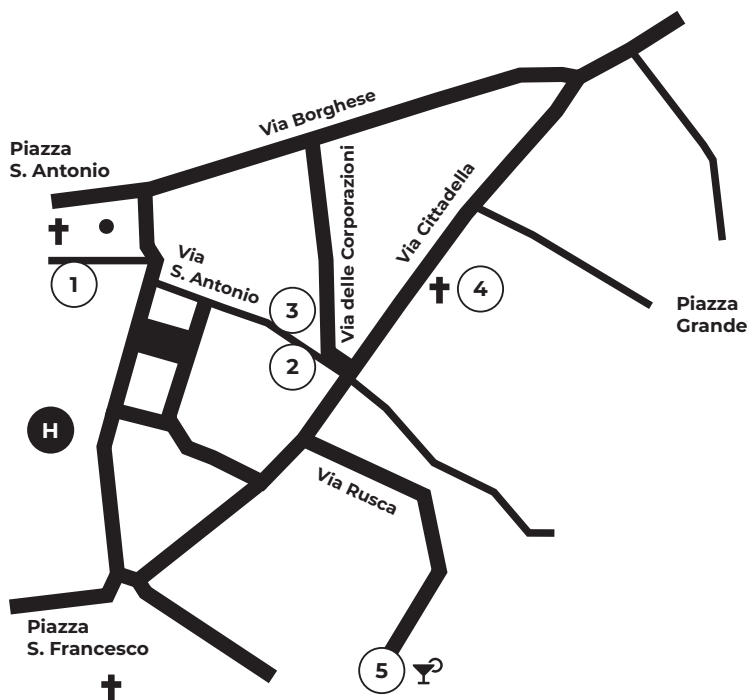 Via Borghese
Piazza
S. Antonio
Via delle Corporazioni
Via Cittadella
Via
S. Antonio
1
3
4
Piazza
Grande
2
H
Via Rusca
Piazza
S. Francesco
5